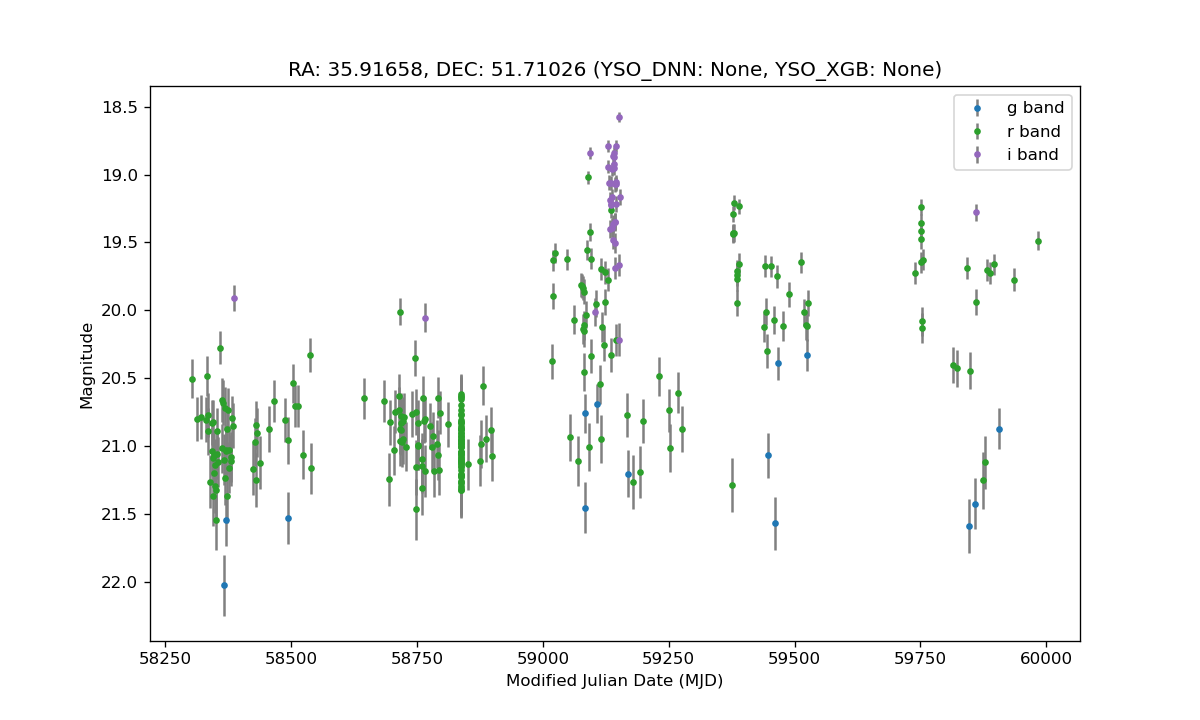 RA: 35.91658, DEC: 51.71026 (YSO_DNN: None, YSO_XGB: None)
g band
r band
i band
Magnitude
18.5
19.0
19.5
20.0
20.5
21.0
21.5
22.0
58250 58500 58750 59000 59250 59500 59750 60000
Modified Julian Date (MJD)